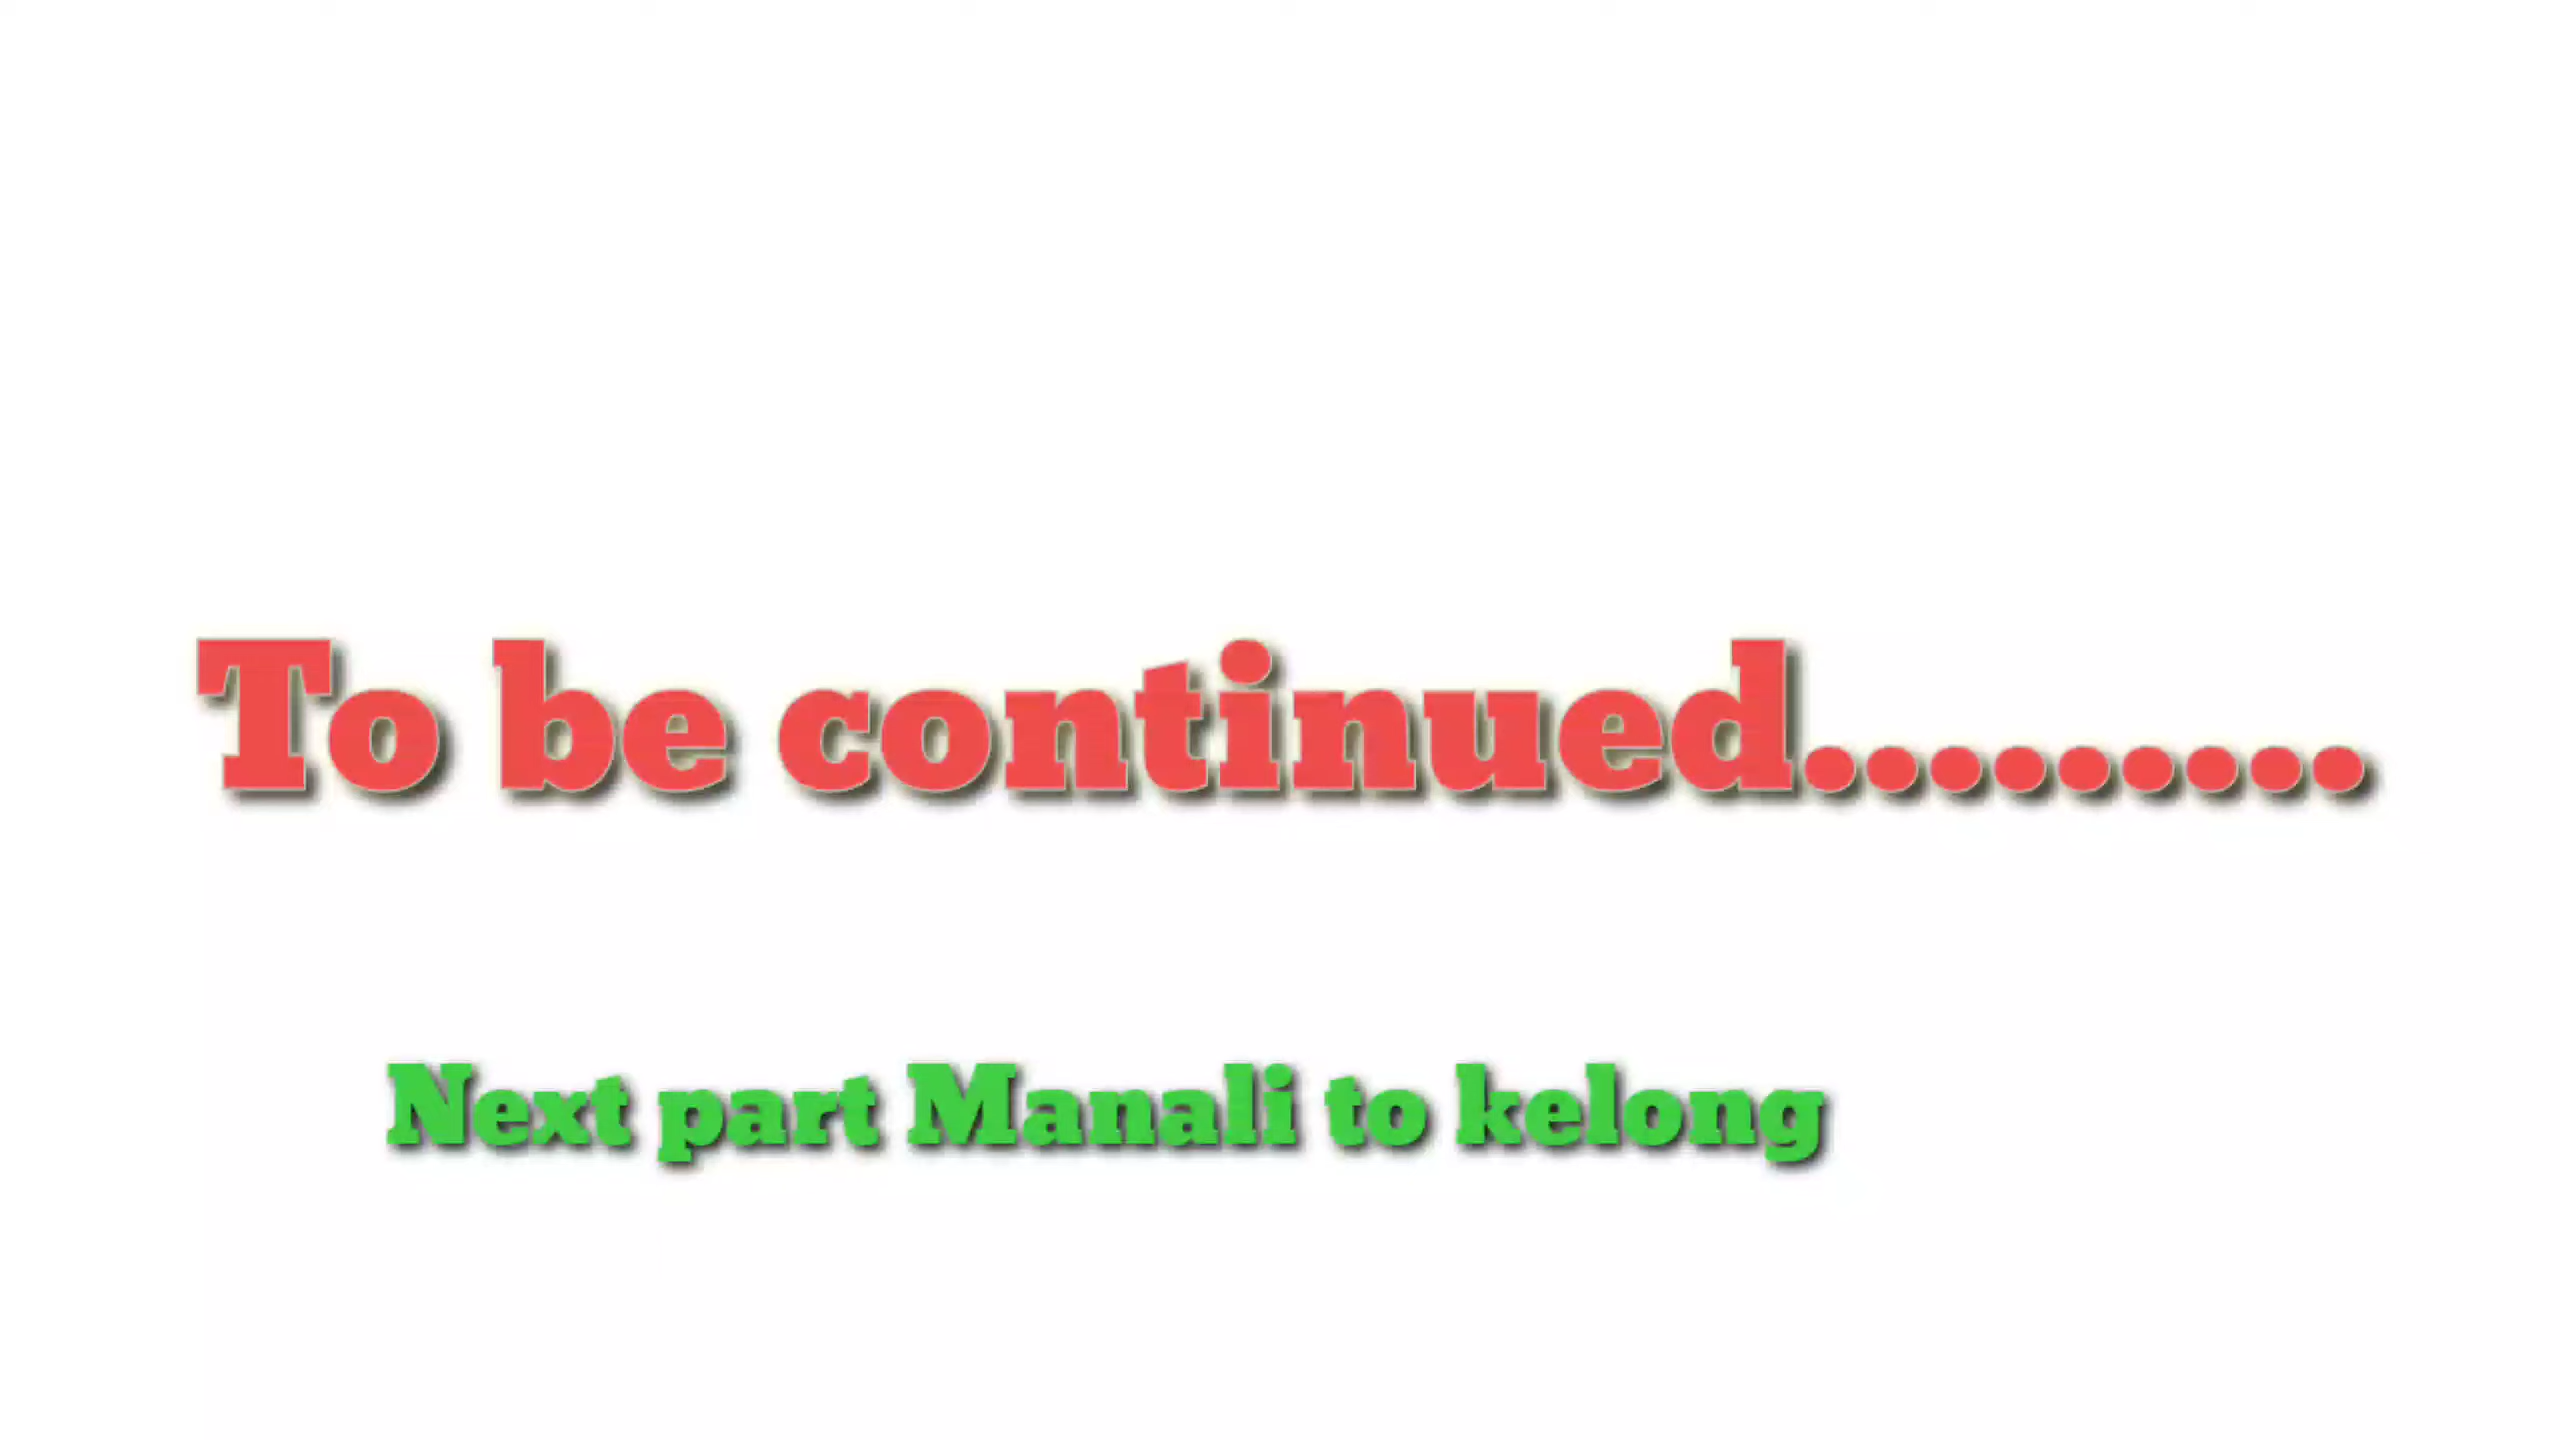 To be continued.........
Next part Manali to kelong